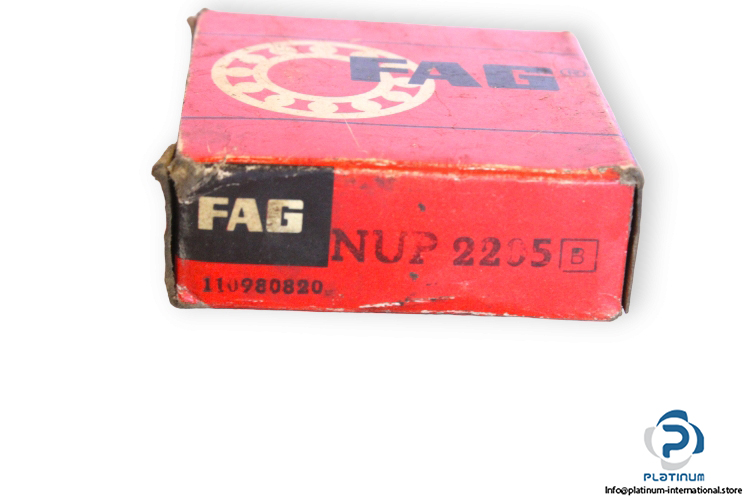 FAG
FAG
NUP 2205 B
110980820
PLATINUM
Info@platinum-international.store